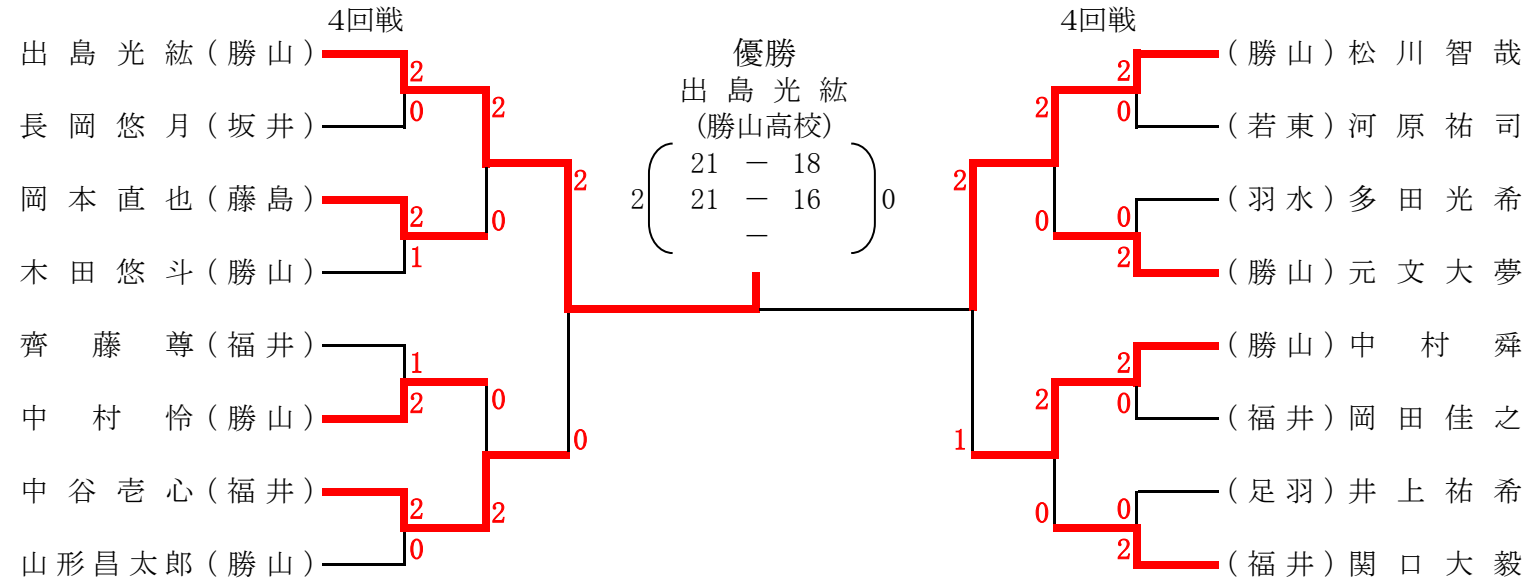 4回戦
出島光紘(勝山)
2
0
長岡悠月(坂井)
2
岡本直也(藤島)
2
1
0
木田悠斗(勝山)
2
齊藤尊(福井)
1
2
0
中村怜(勝山)
0
中谷壱心(福井)
2
0
2
山形昌太郎(勝山)
優勝
出島光紘
(勝山高校)
21 － 18
2 21 － 16 0
－
4回戦
(勝山)松川智哉
2
0
2
(若東)河原祐司
2
(羽水)多田光希
0
0
2
(勝山)元文大夢
(勝山)中村舜
2
2
0
(福井)岡田佳之
1
(足羽)井上祐希
0
0
2
(福井)関口大毅